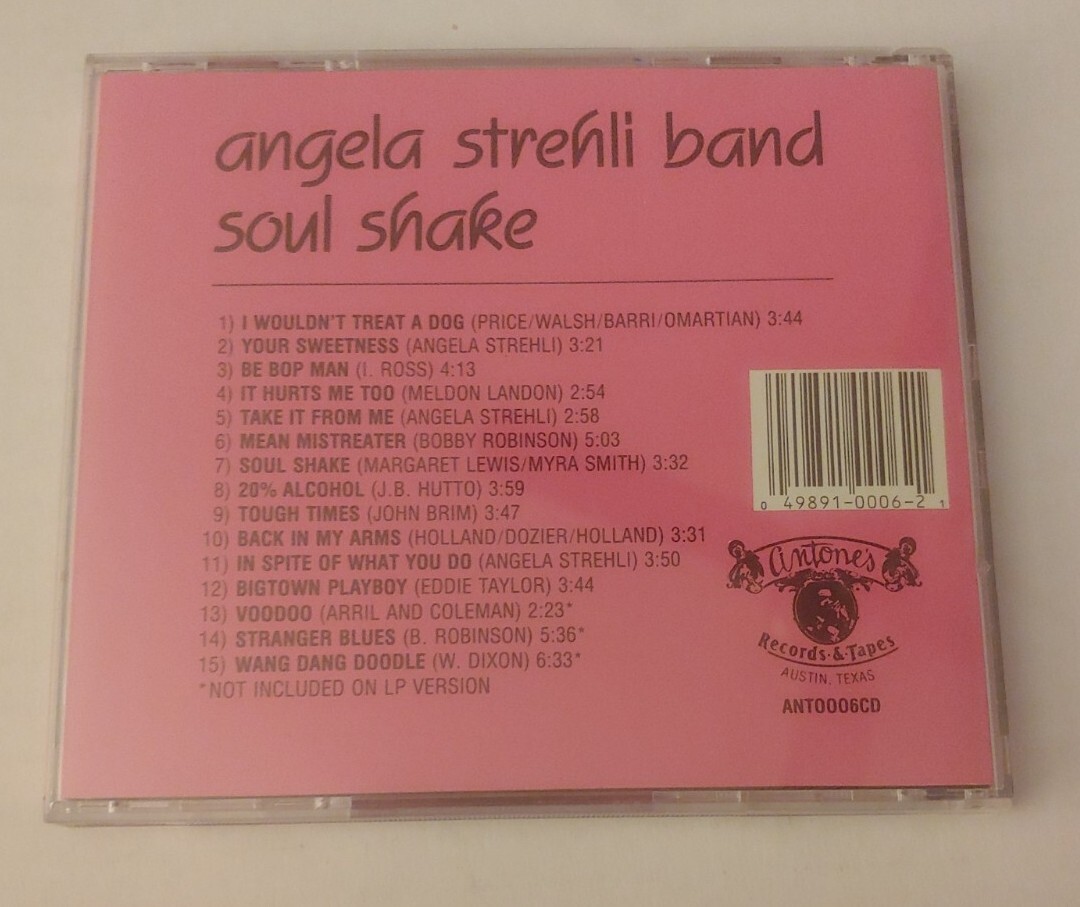 angela strehli band
soul shake
1) I WOULDN'T TREAT A DOG (PRICE/WALSH/BARRI/OMARTIAN) 3:44
2) YOUR SWEETNESS (ANGELA STREHLI) 3:21
3) BE BOP MAN (I. ROSS) 4:13
4) IT HURTS ME TOO (MELDON LANDON) 2:54
5) TAKE IT FROM ME (ANGELA STREHLI) 2:58
6) MEAN MISTREATER (BOBBY ROBINSON) 5:03
7) SOUL SHAKE (MARGARET LEWIS/MYRA SMITH) 3:32
8) 20% ALCOHOL (J.B. HUTTO) 3:59
9) TOUGH TIMES (JOHN BRIM) 3:47
10) BACK IN MY ARMS (HOLLAND/DOZIER/HOLLAND) 3:31
11) IN SPITE OF WHAT YOU DO (ANGELA STREHLI) 3:50
12) BIGTOWN PLAYBOY (EDDIE TAYLOR) 3:44
13) VOODOO (ARRIL AND COLEMAN) 2:23*
14) STRANGER BLUES (B. ROBINSON) 5:36*
15) WANG DANG DOODLE (W. DIXON) 6:33*
*NOT INCLUDED ON LP VERSION
0 49891-0006-2 1
antone's
Records·&·Tapes
AUSTIN, TEXAS
ANT0006CD